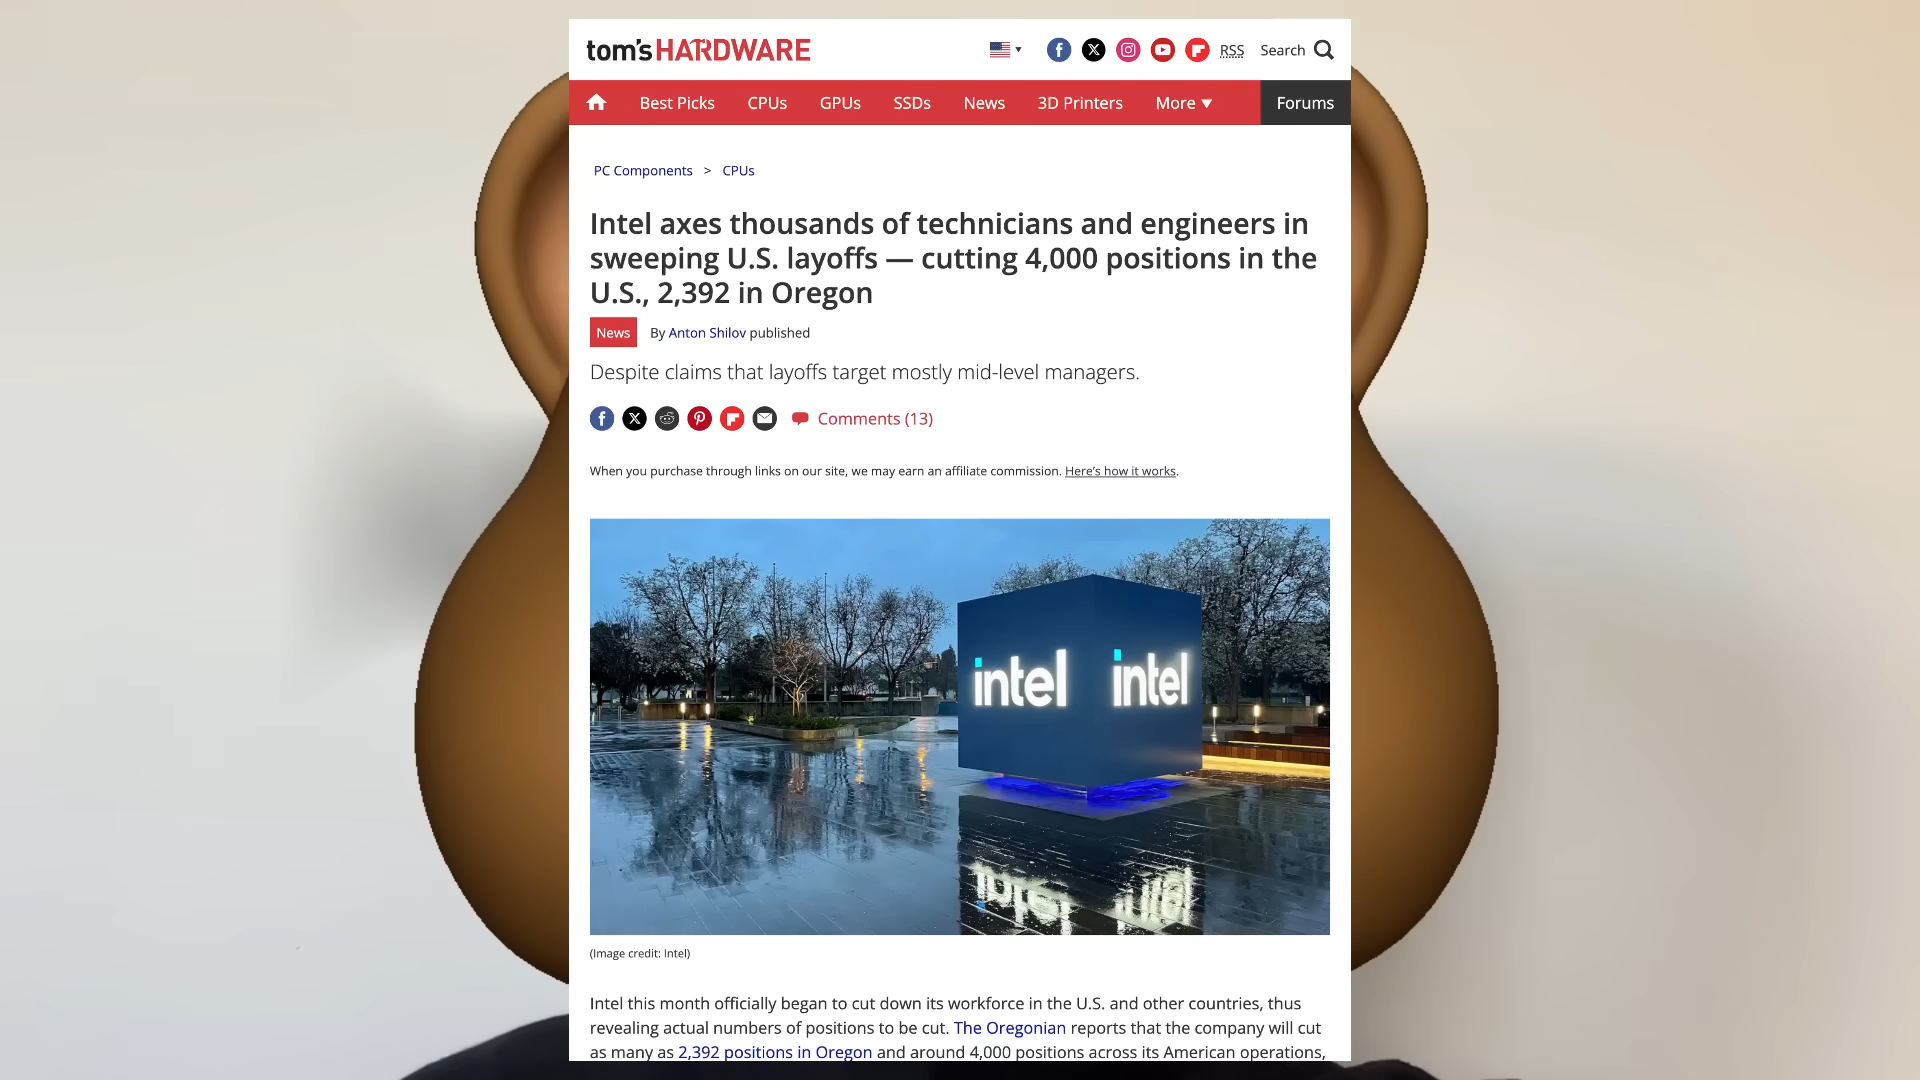 tom's HARDWARE
RSS Search
Best Picks CPUs GPUs SSDs News 3D Printers More ▼ Forums
PC Components > CPUs
Intel axes thousands of technicians and engineers in
sweeping U.S. layoffs — cutting 4,000 positions in the
U.S., 2,392 in Oregon
News By Anton Shilov published
Despite claims that layoffs target mostly mid-level managers.
Comments (13)
When you purchase through links on our site, we may earn an affiliate commission. Here's how it works.
intel intel
(Image credit: Intel)
Intel this month officially began to cut down its workforce in the U.S. and other countries, thus
revealing actual numbers of positions to be cut. The Oregonian reports that the company will cut
as many as 2,392 positions in Oregon and around 4,000 positions across its American operations,